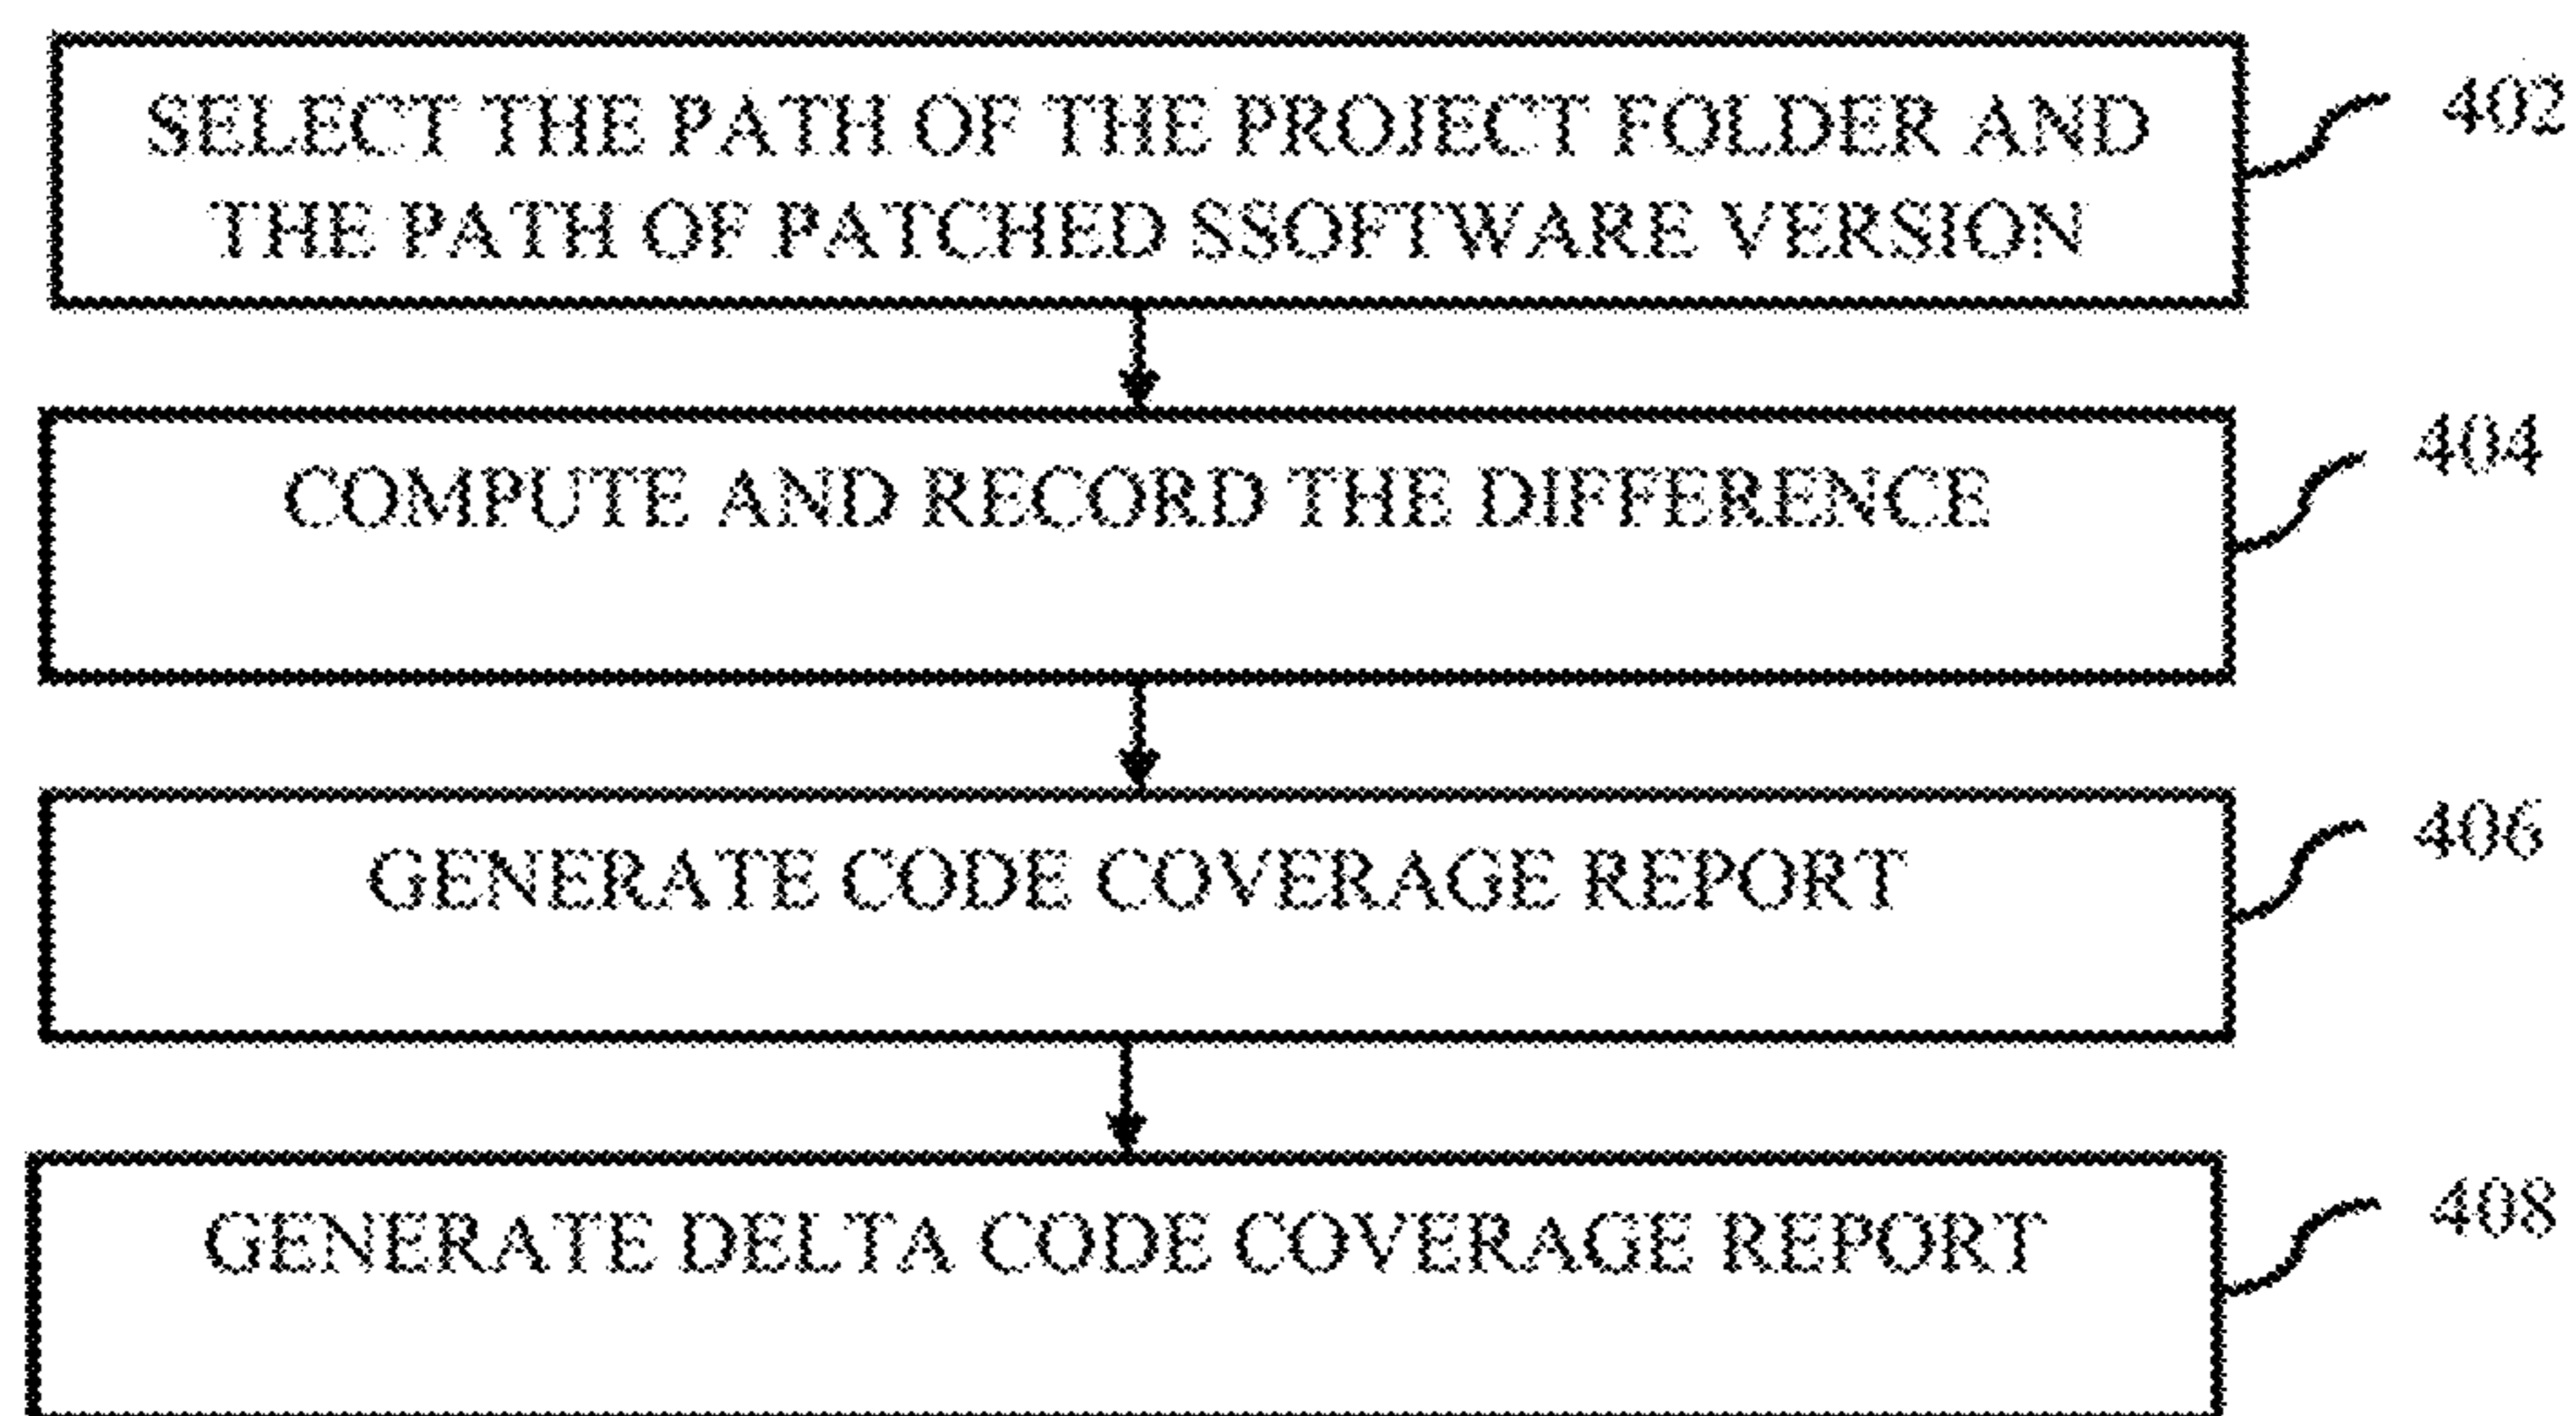 SELECT THE PATH OF THE PROJECT FOLDER AND
THE PATH OF PATCHED SSOFTWARE VERSION
402
COMPUTE AND RECORD THE DIFFERENCE
404
GENERATE CODE COVERAGE REPORT
406
GENERATE DELTA CODE COVERAGE REPORT
408